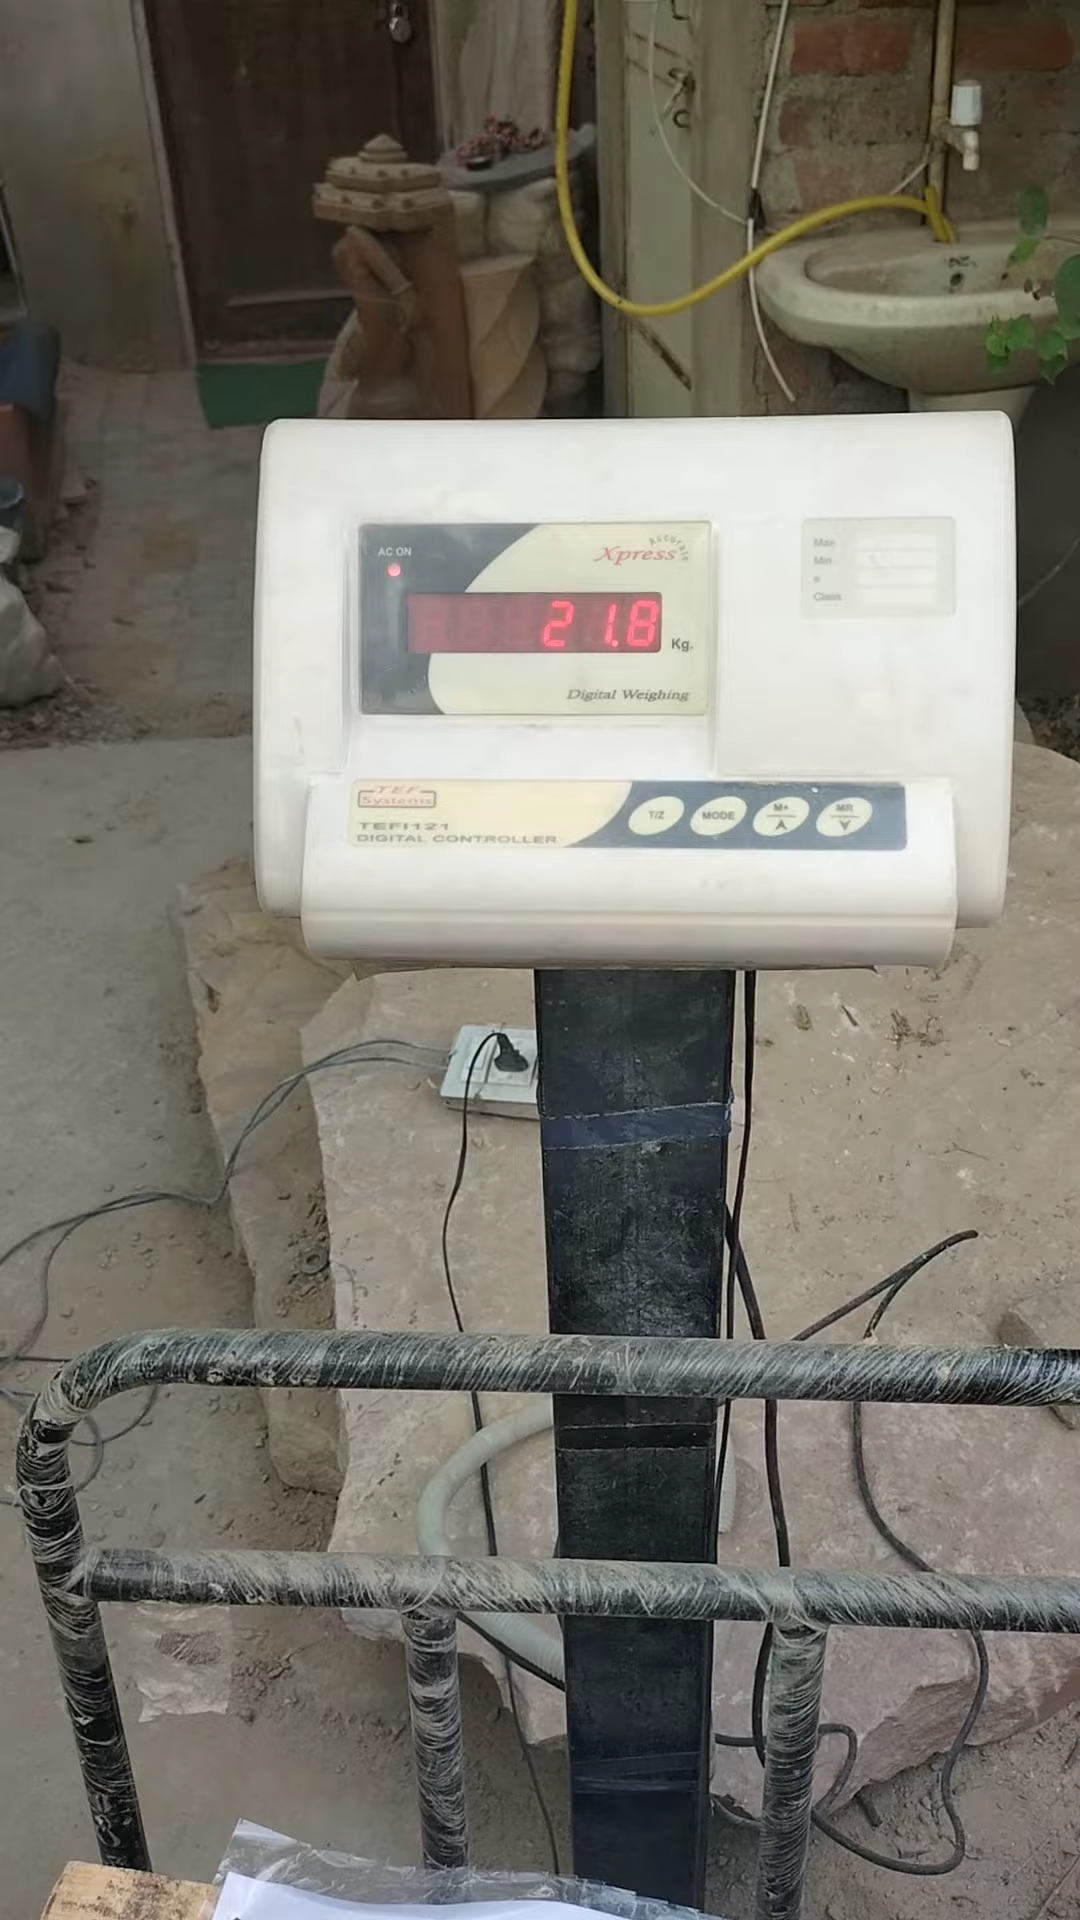 AC ON
Accurate
Xpress
21.8
Kg.
Digital Weighing
Max
Min
e
Class
TEF
Systems
TEFI121
DIGITAL CONTROLLER
T/Z
MODE
M+
MR